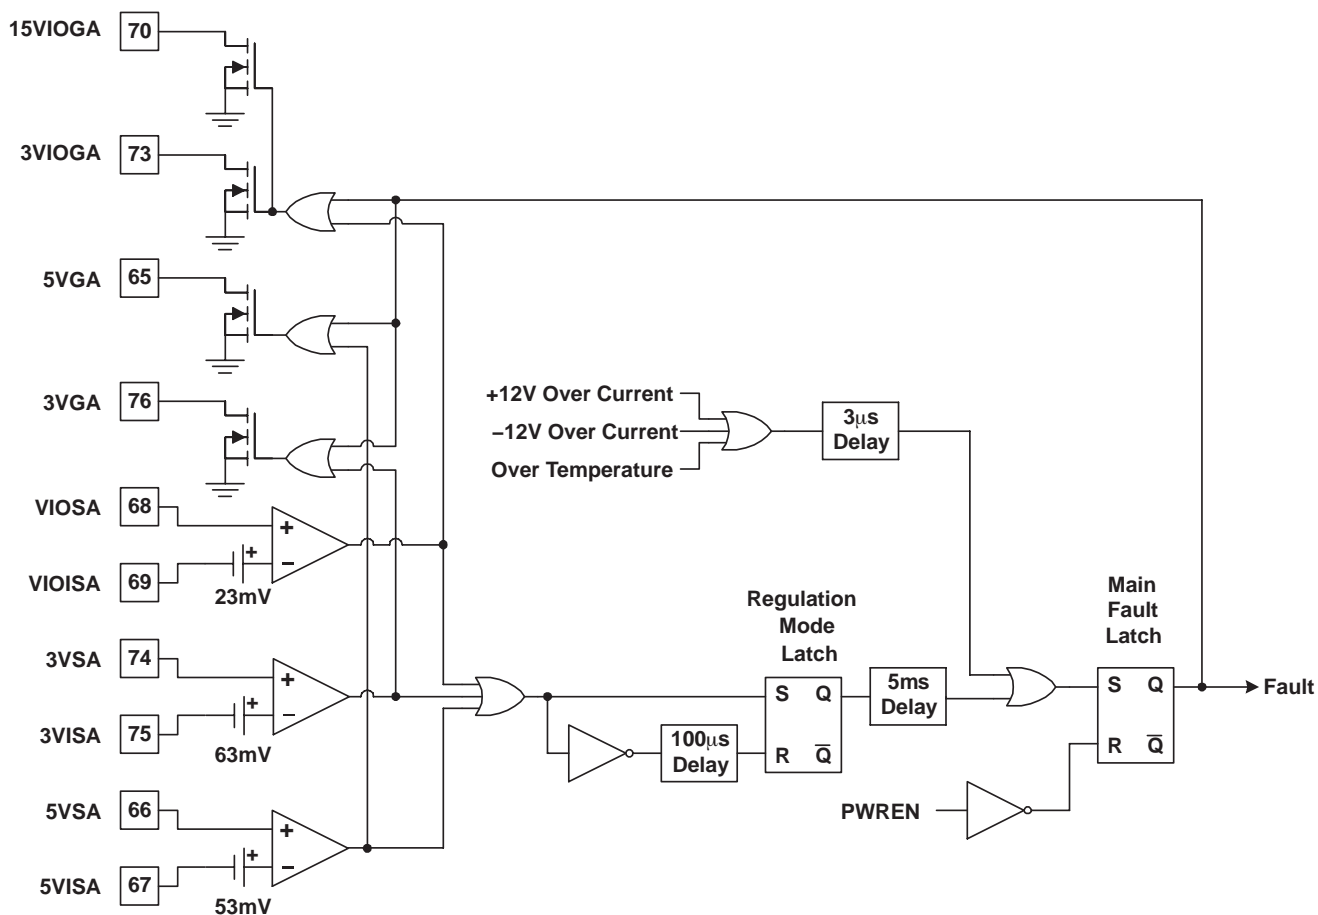 15VIOGA 70
3VIOGA 73
5VGA 65
3VGA 76
+12V Over Current
–12V Over Current
Over Temperature
3μs
Delay
VIOSA 68
+
–
+
VIOISA 69
23mV
3VSA 74
+
–
+
3VISA 75
63mV
5VSA 66
+
–
+
5VISA 67
53mV
Regulation
Mode
Latch
S Q
R Q̅
100μs
Delay
5ms
Delay
Main
Fault
Latch
S Q
R Q̅
Fault
PWREN